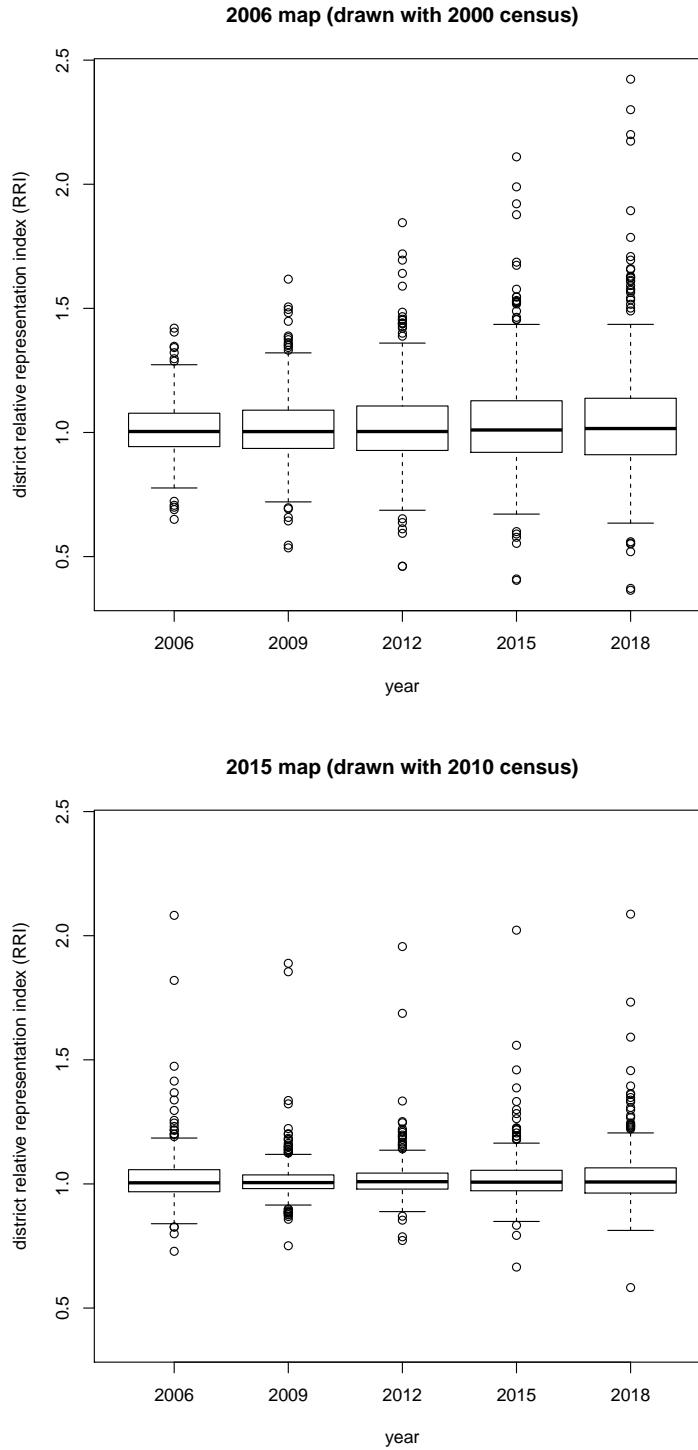 2006 map (drawn with 2000 census)
district relative representation index (RRI)
2.5
2.0
1.5
1.0
0.5
2006 2009 2012 2015 2018
year
2015 map (drawn with 2010 census)
district relative representation index (RRI)
2.5
2.0
1.5
1.0
0.5
2006 2009 2012 2015 2018
year